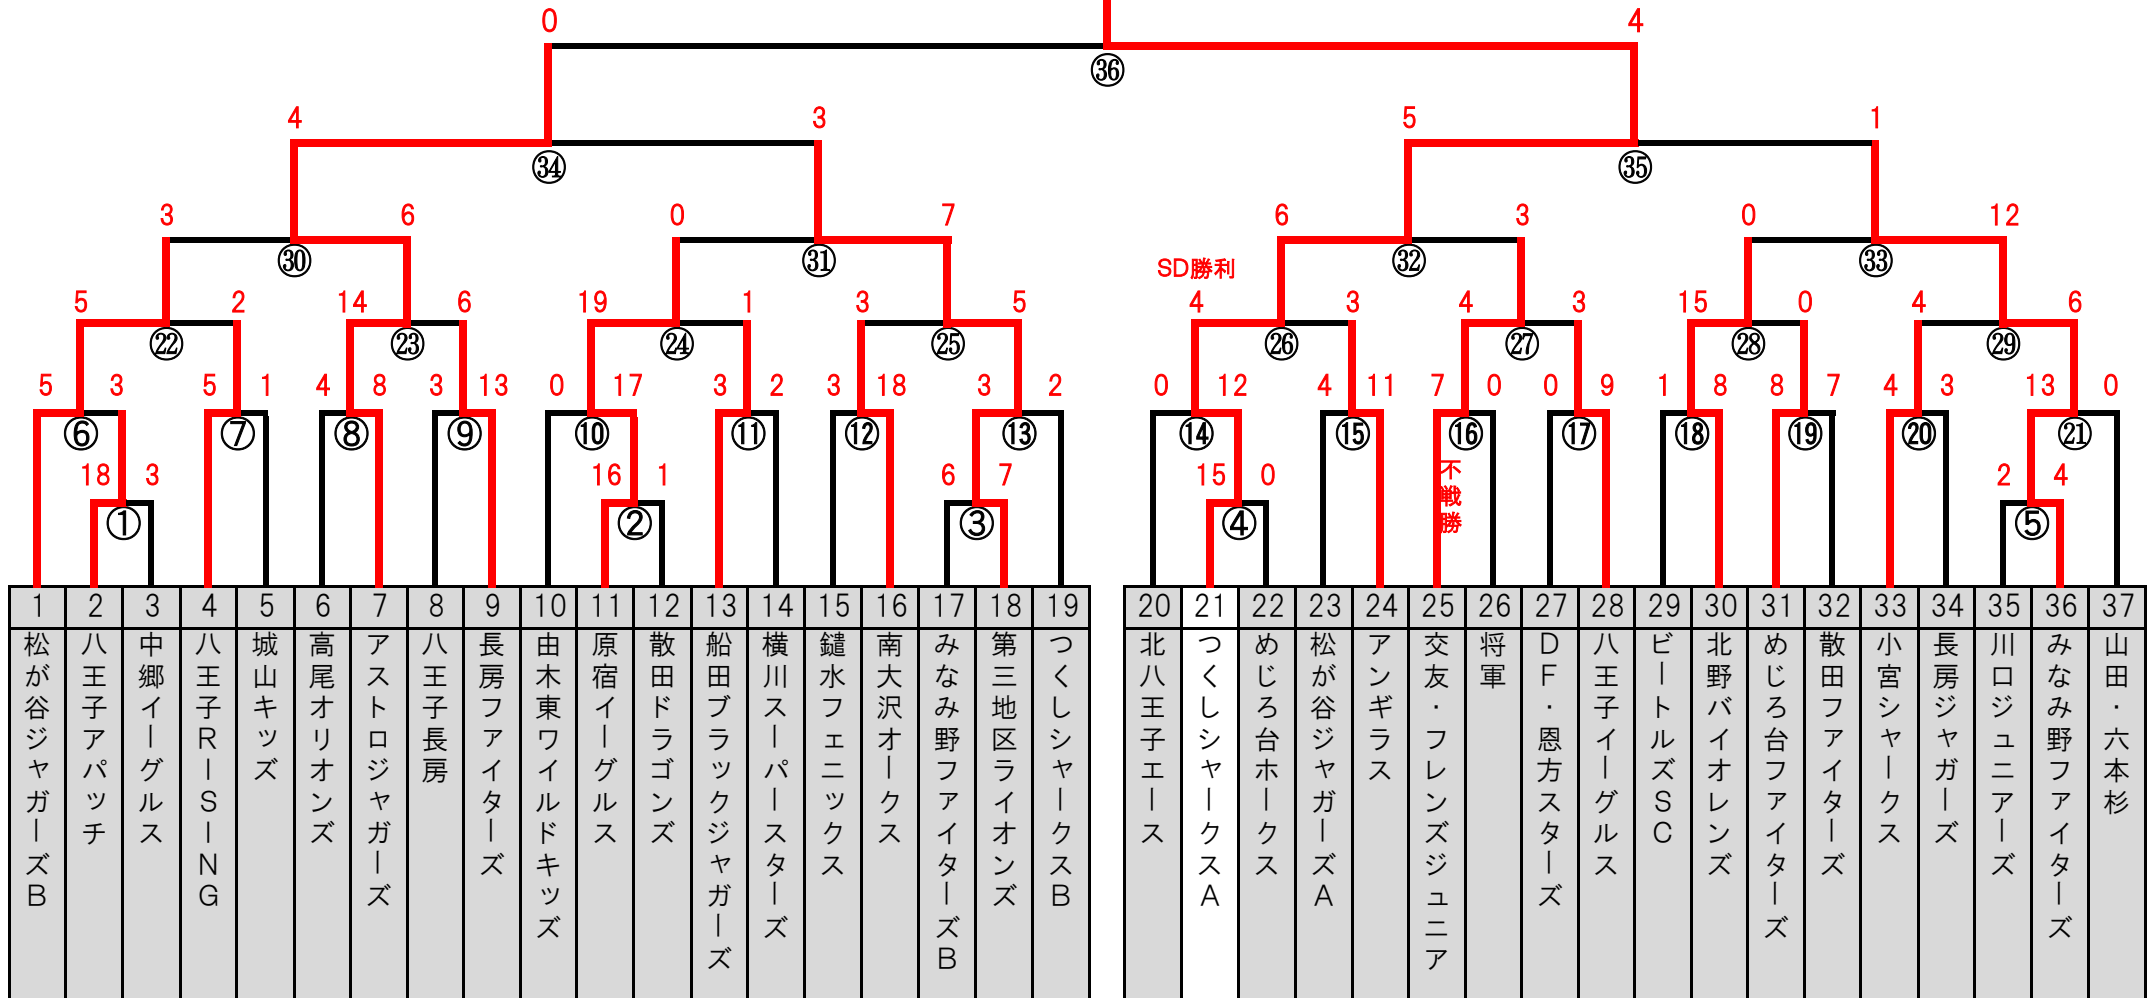 0 4
㊱
4 3 5 1
㉞ ㉟
3 6 0 7 6 3 0 12
㉚ ㉛ ㉜ ㉝
SD勝利
5 2 14 6 19 1 3 5 4 3 4 3 15 0 4 6
㉒ ㉓ ㉔ ㉕ ㉖ ㉗ ㉘ ㉙
5 3 5 1 4 8 3 13 0 17 3 2 3 18 3 2 0 12 4 11 7 0 0 9 1 8 8 7 4 3 13 0
⑥ ⑦ ⑧ ⑨ ⑩ ⑪ ⑫ ⑬ ⑭ ⑮ ⑯ ⑰ ⑱ ⑲ ⑳ ㉑
18 3 16 1 6 7 15 0 2 4
不戦勝
① ② ③ ④ ⑤
1 2 3 4 5 6 7 8 9 10 11 12 13 14 15 16 17 18 19 20 21 22 23 24 25 26 27 28 29 30 31 32 33 34 35 36 37
松が谷ジャガーズB
八王子アパッチ
中郷イーグルス
八王子RISING
城山キッズ
高尾オリオンズ
アストロジャガーズ
八王子長房
長房ファイターズ
由木東ワイルドキッズ
原宿イーグルス
散田ドラゴンズ
船田ブラックジャガーズ
横川スーパースターズ
鑓水フェニックス
南大沢オークス
みなみ野ファイターズB
第三地区ライオンズ
つくしシャークスB
北八王子エース
つくしシャークスA
めじろ台ホークス
松が谷ジャガーズA
アンギラス
交友・フレンズジュニア
将軍
DF・恩方スターズ
八王子イーグルス
ビートルズSC
北野バイオレンズ
めじろ台ファイターズ
散田ファイターズ
小宮シャークス
長房ジャガーズ
川口ジュニアーズ
みなみ野ファイターズ
山田・六本杉